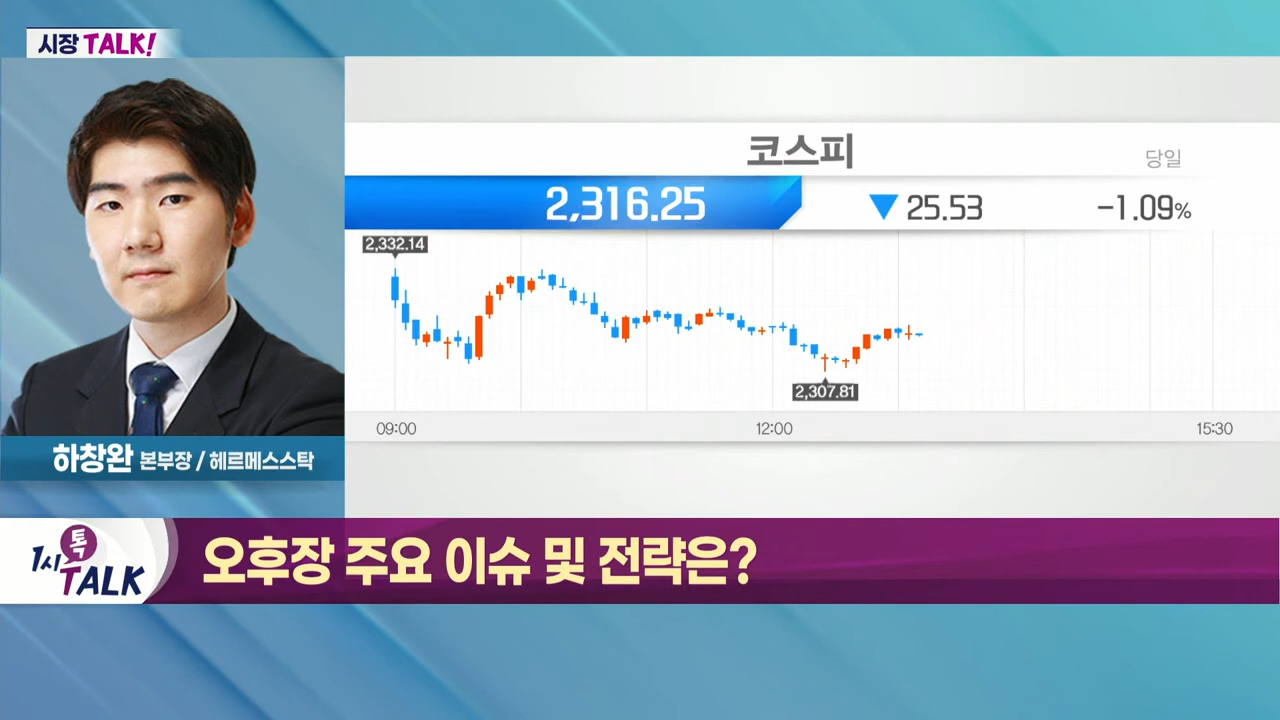 시장 TALK!
코스피
당일
2,316.25 ▼ 25.53 -1.09%
2,332.14
2,307.81
09:00 12:00 15:30
하창완 본부장 / 헤르메스스탁
1시 톡 TALK
오후장 주요 이슈 및 전략은?